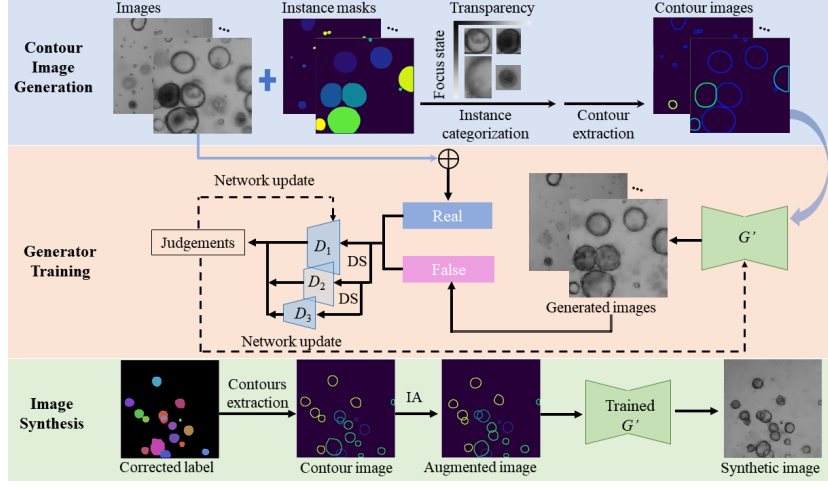 Images
Instance masks
Transparency
Contour images
...
...
...
Contour
Image
Generation
Focus state
Instance
categorization
Contour
extraction
Network update
Generator
Training
Judgements
D1
D2
D3
DS
DS
Real
False
...
G’
Generated images
Network update
Image
Synthesis
Contours
extraction
IA
Trained
G’
Corrected label
Contour image
Augmented image
Synthetic image